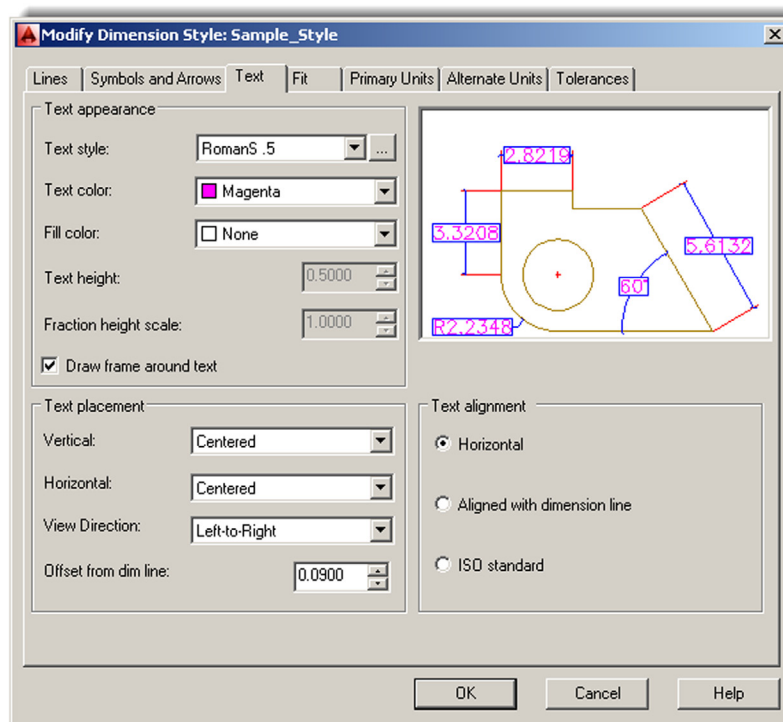 Modify Dimension Style: Sample_Style
Lines Symbols and Arrows Text Fit Primary Units Alternate Units Tolerances
Text appearance
Text style: RomanS .5 ...
Text color: Magenta
Fill color: None
Text height: 0.5000
Fraction height scale: 1.0000
Draw frame around text
2.8219
3.3208
5.6132
60°
R2.2348
Text placement
Vertical: Centered
Horizontal: Centered
View Direction: Left-to-Right
Offset from dim line: 0.0900
Text alignment
Horizontal
Aligned with dimension line
ISO standard
OK Cancel Help